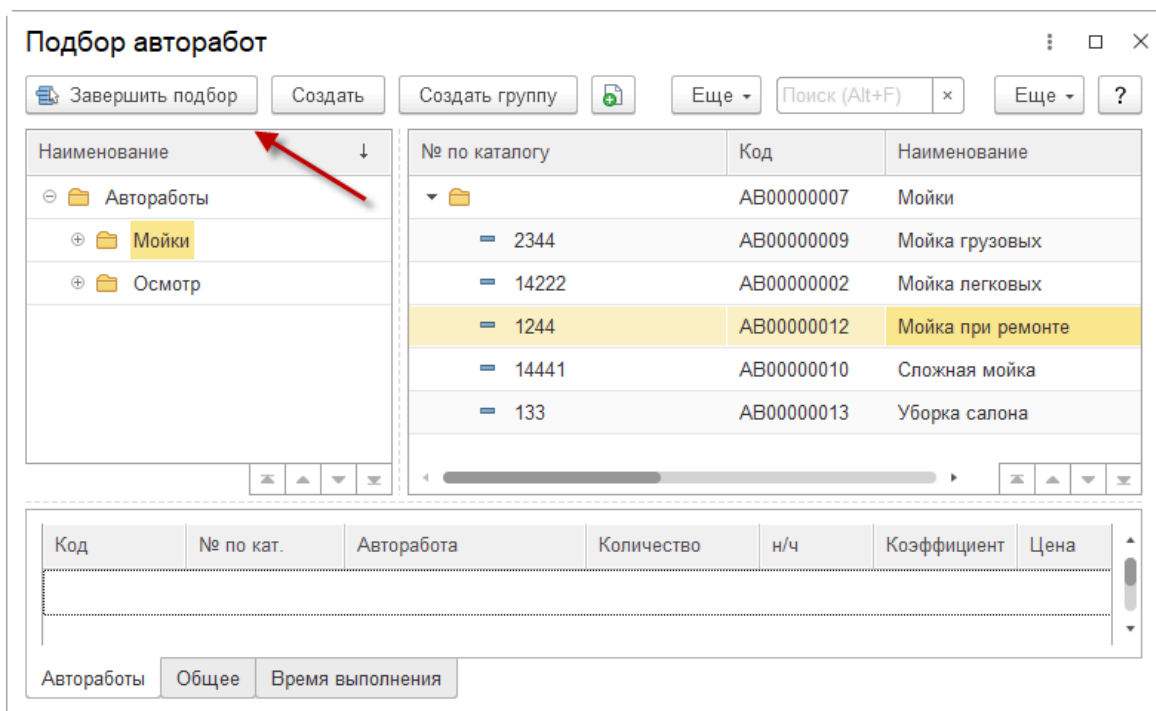 Подбор авторабот
Завершить подбор Создать Создать группу Еще Поиск (Alt+F) × Еще ?
Наименование ↓ № по каталогу Код Наименование
Автоработы АВ00000007 Мойки
Мойки 2344 АВ00000009 Мойка грузовых
Осмотр 14222 АВ00000002 Мойка легковых
1244 АВ00000012 Мойка при ремонте
14441 АВ00000010 Сложная мойка
133 АВ00000013 Уборка салона
Код № по кат. Авторабота Количество н/ч Коэффициент Цена
Автоработы Общее Время выполнения